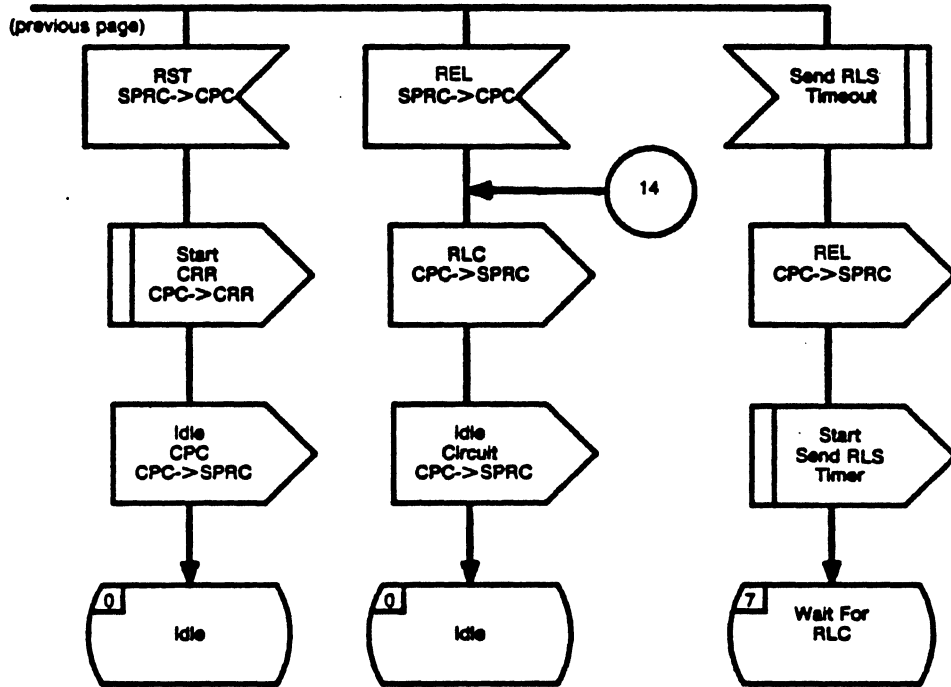 (previous page)
RST
SPRC->CPC
REL
SPRC->CPC
Send RLS
Timeout
14
Start
CRR
CPC->CRR
RLC
CPC->SPRC
REL
CPC->SPRC
Idle
CPC
CPC->SPRC
Idle
Circuit
CPC->SPRC
Start
Send RLS
Timer
0
Idle
0
Idle
7
Wait For
RLC